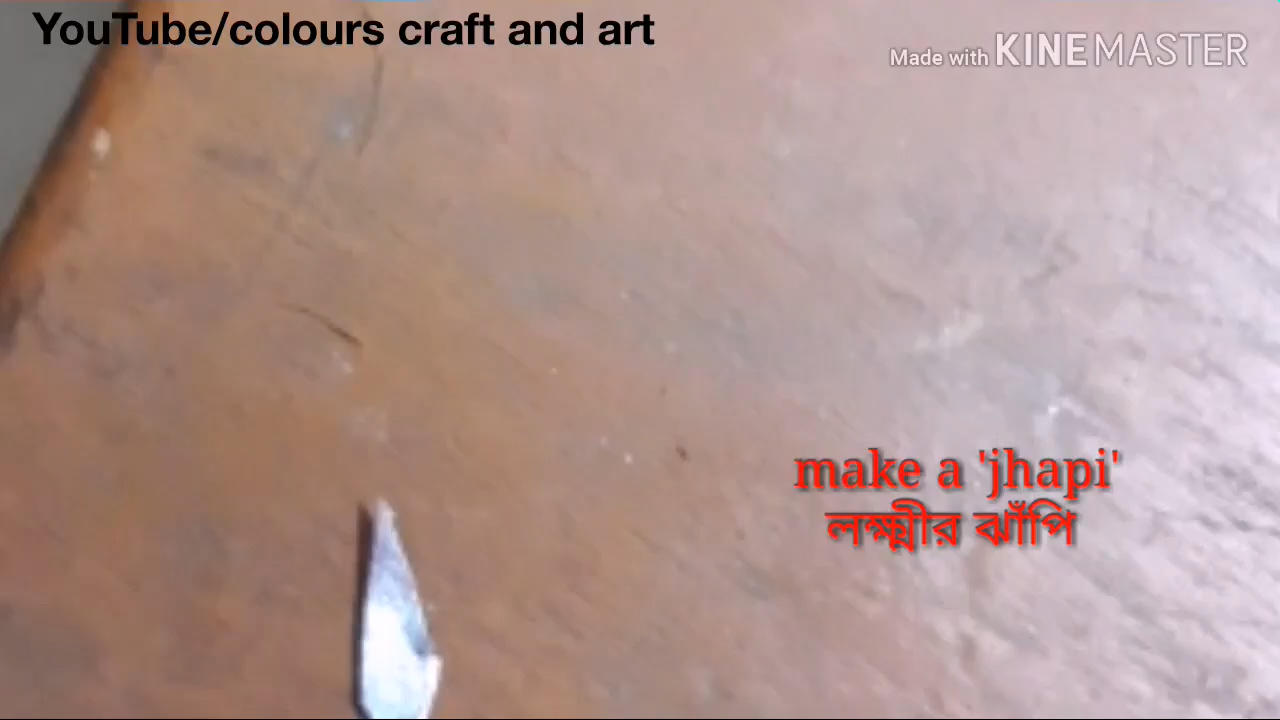 YouTube/colours craft and art
Made with KINEMASTER
make a 'jhapi'
লক্ষ্মীর ঝাঁপি